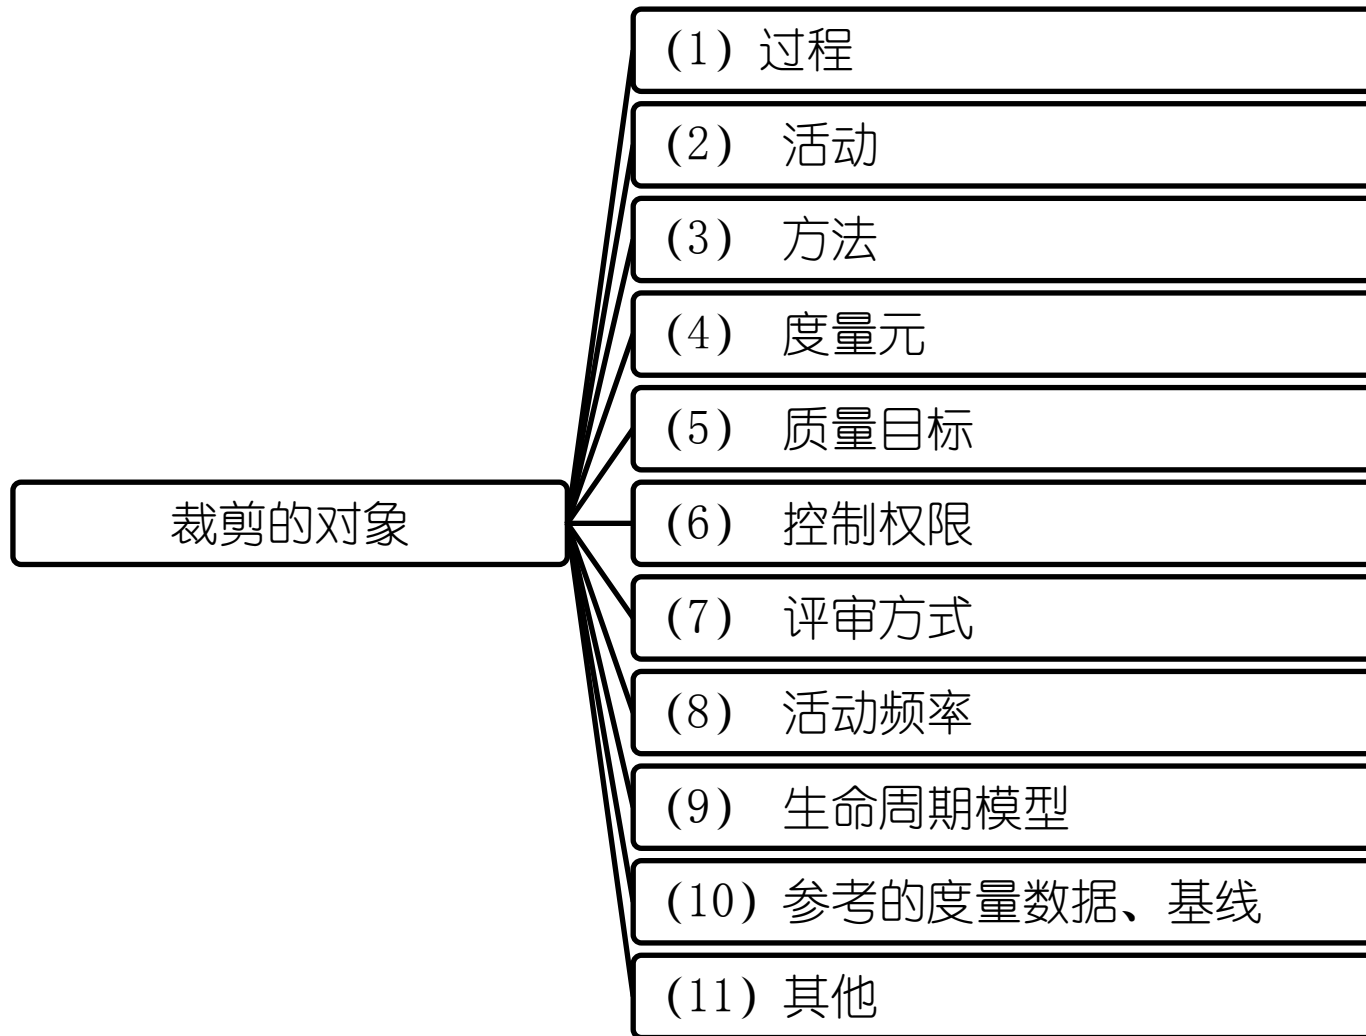 (1) 过程
(2) 活动
(3) 方法
(4) 度量元
(5) 质量目标
裁剪的对象
(6) 控制权限
(7) 评审方式
(8) 活动频率
(9) 生命周期模型
(10) 参考的度量数据、基线
(11) 其他